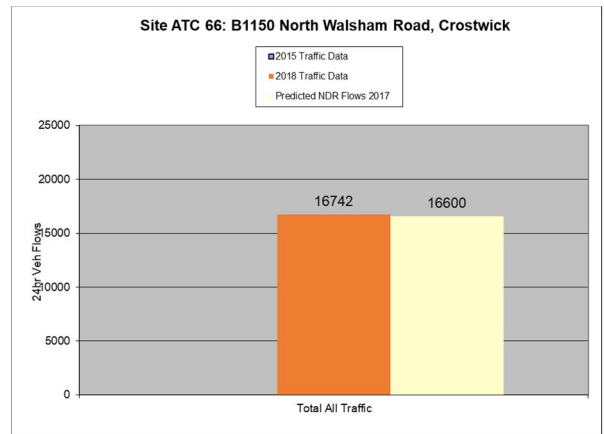 Site ATC 66: B1150 North Walsham Road, Crostwick
2015 Traffic Data
2018 Traffic Data
Predicted NDR Flows 2017
25000
20000
15000
10000
5000
0
24hr Veh Flows
16742
16600
Total All Traffic